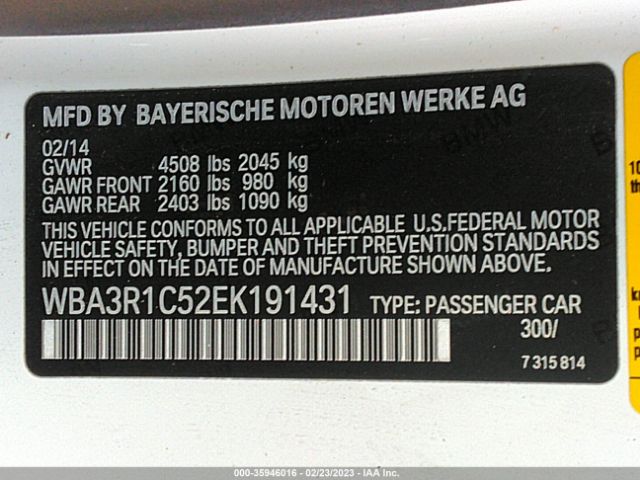 MFD BY BAYERISCHE MOTOREN WERKE AG
02/14
GVWR 4508 lbs 2045 kg
GAWR FRONT 2160 lbs 980 kg
GAWR REAR 2403 lbs 1090 kg
THIS VEHICLE CONFORMS TO ALL APPLICABLE U.S.FEDERAL MOTOR
VEHICLE SAFETY, BUMPER AND THEFT PREVENTION STANDARDS
IN EFFECT ON THE DATE OF MANUFACTURE SHOWN ABOVE.
WBA3R1C52EK191431 TYPE: PASSENGER CAR
300/
7 315 814
000-35946016 - 02/23/2023 - IAA Inc.